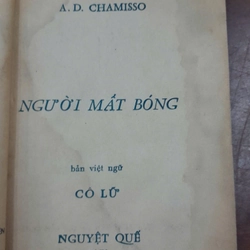 A. D. CHAMISSO
NGƯỜI MẤT BÓNG
bản việt ngữ
CÔ LỮ
NGUYỆT QUẾ